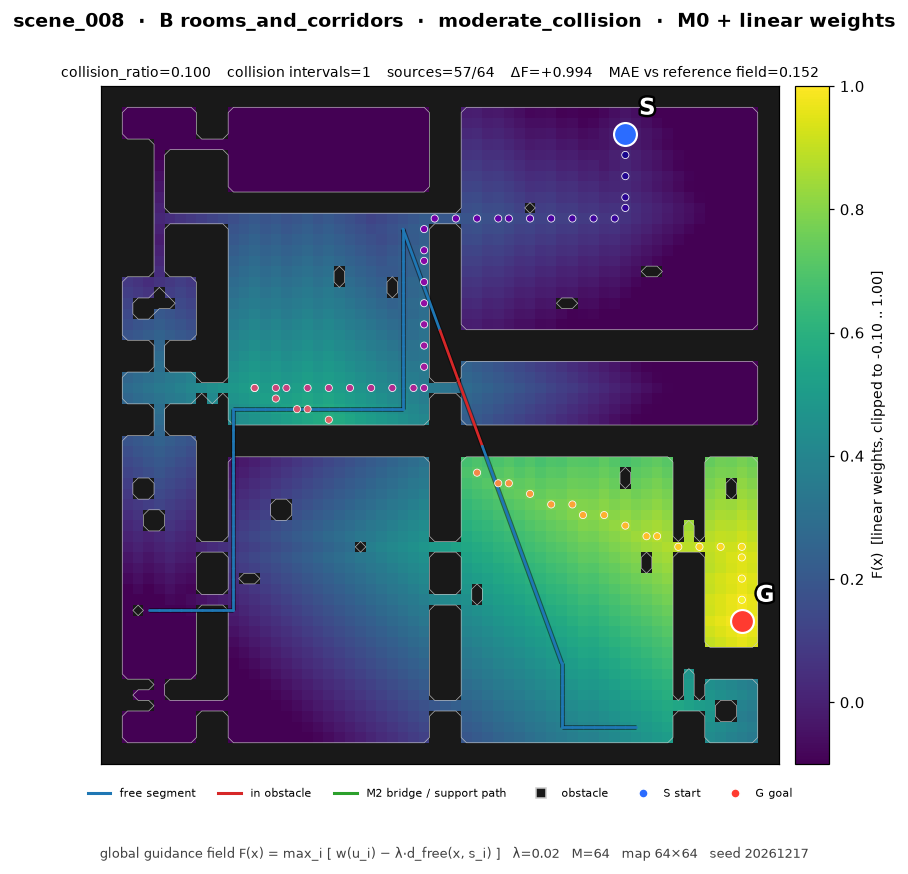 scene_008 · B rooms_and_corridors · moderate_collision · M0 + linear weights
collision_ratio=0.100 collision intervals=1 sources=57/64 ΔF=+0.994 MAE vs reference field=0.152
S
G
1.0
0.8
0.6
0.4
0.2
0.0
F(x) [linear weights, clipped to -0.10 .. 1.00]
free segment
in obstacle
M2 bridge / support path
obstacle
S start
G goal
global guidance field F(x) = max_i [ w(u_i) − λ·d_free(x, s_i) ] λ=0.02 M=64 map 64×64 seed 20261217